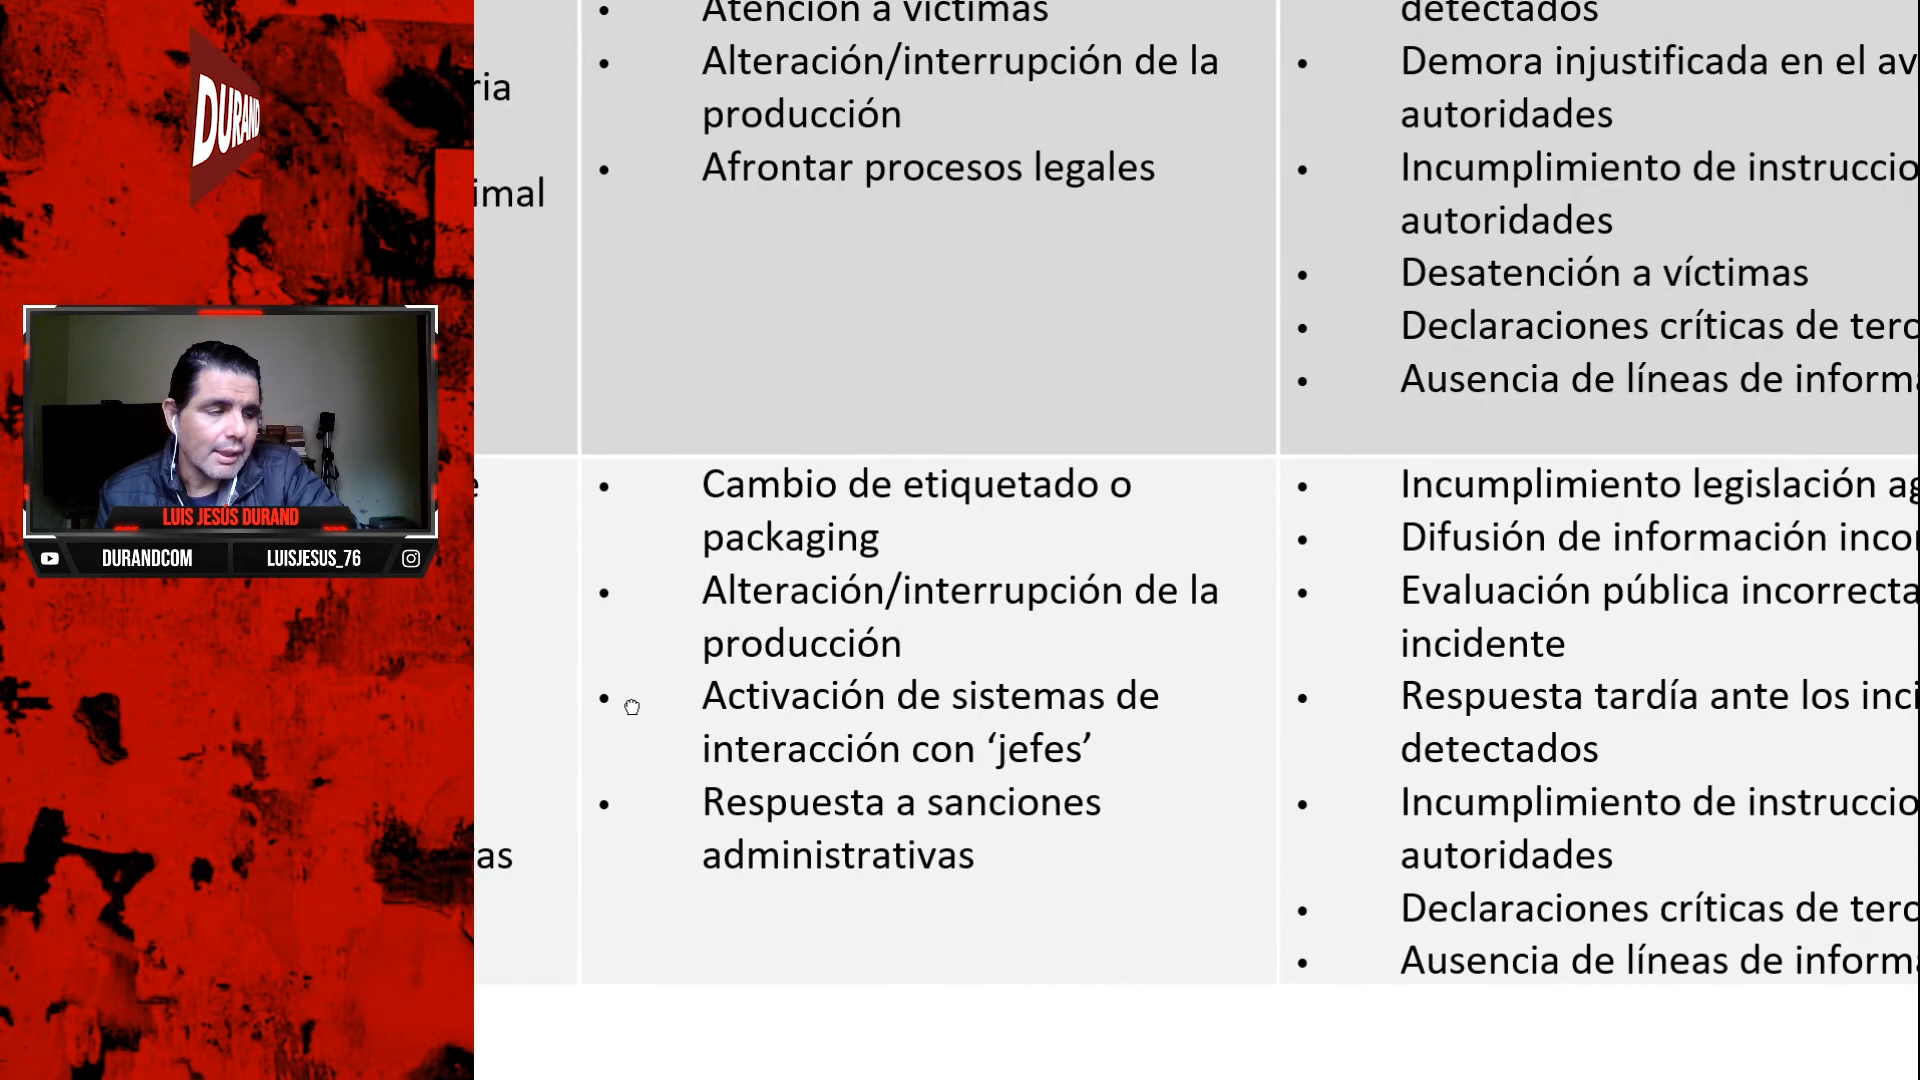 DURAND
LUIS JESÚS DURAND
DURANDCOM
LUISJESUS_76
ria
imal
as
Atención a víctimas
Alteración/interrupción de la
producción
Afrontar procesos legales
detectados
Demora injustificada en el av
autoridades
Incumplimiento de instruccio
autoridades
Desatención a víctimas
Declaraciones críticas de terc
Ausencia de líneas de inform
Cambio de etiquetado o
packaging
Alteración/interrupción de la
producción
Activación de sistemas de
interacción con ‘jefes’
Respuesta a sanciones
administrativas
Incumplimiento legislación ag
Difusión de información inco
Evaluación pública incorrecta
incidente
Respuesta tardía ante los inci
detectados
Incumplimiento de instruccio
autoridades
Declaraciones críticas de terc
Ausencia de líneas de inform